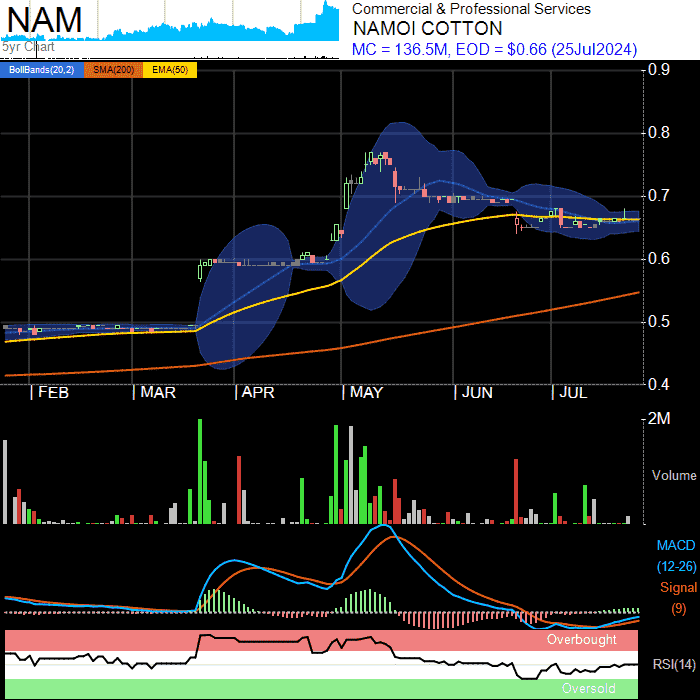 NAM
5yr Chart
Commercial & Professional Services
NAMOI COTTON
MC = 136.5M, EOD = $0.66 (25Jul2024)
BollBands(20,2) SMA(200) EMA(50)
0.9
0.8
0.7
0.6
0.5
0.4
FEB MAR APR MAY JUN JUL
2M
Volume
MACD
(12-26)
Signal
(9)
Overbought
RSI(14)
Oversold